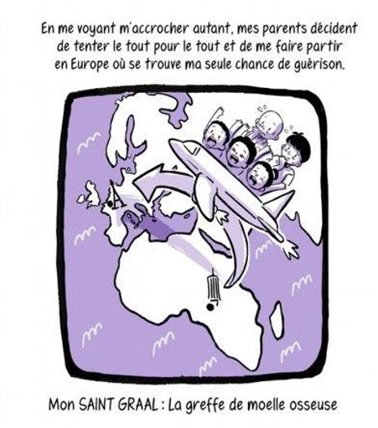 En me voyant m'accrocher autant, mes parents décident
de tenter le tout pour le tout et de me faire partir
en Europe où se trouve ma seule chance de guérison.
Mon SAINT GRAAL : La greffe de moelle osseuse